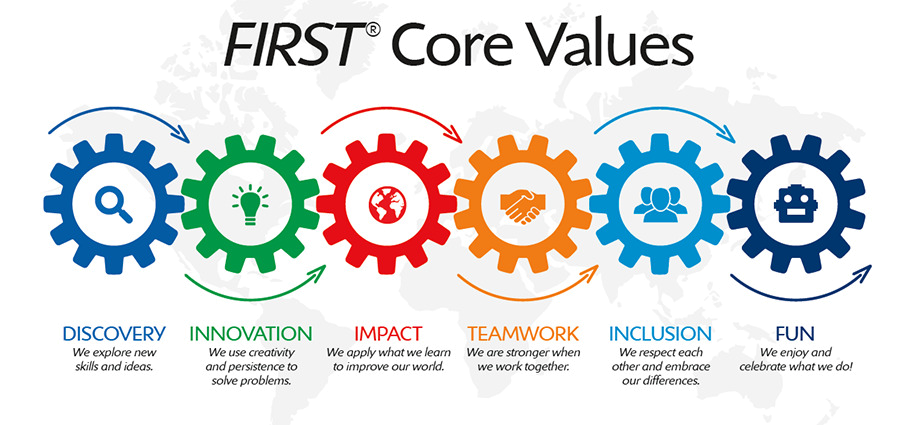 FIRST® Core Values
DISCOVERY
We explore new
skills and ideas.
INNOVATION
We use creativity
and persistence to
solve problems.
IMPACT
We apply what we learn
to improve our world.
TEAMWORK
We are stronger when
we work together.
INCLUSION
We respect each
other and embrace
our differences.
FUN
We enjoy and
celebrate what we do!